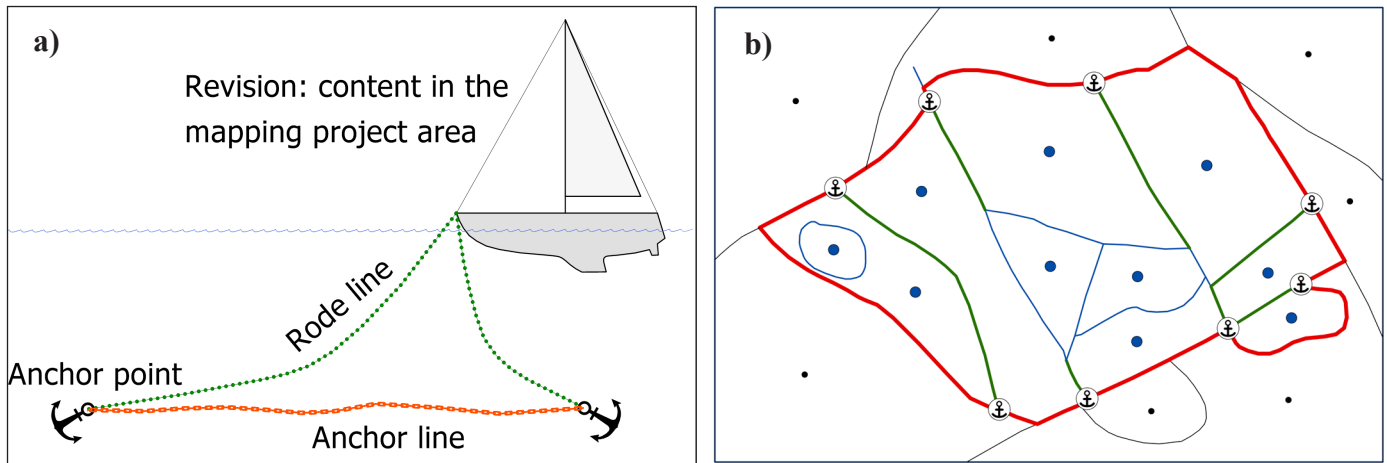 a)
Revision: content in the
mapping project area
Rode line
Anchor point
Anchor line
b)